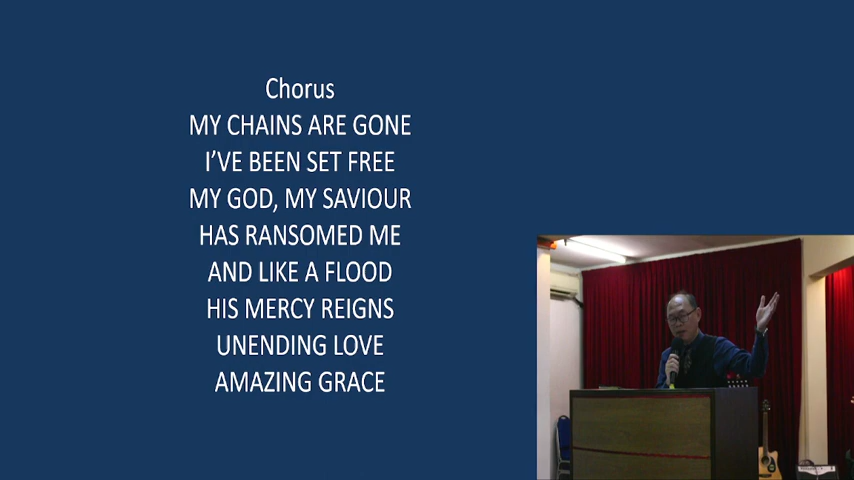 Chorus
MY CHAINS ARE GONE
I'VE BEEN SET FREE
MY GOD, MY SAVIOUR
HAS RANSOMED ME
AND LIKE A FLOOD
HIS MERCY REIGNS
UNENDING LOVE
AMAZING GRACE